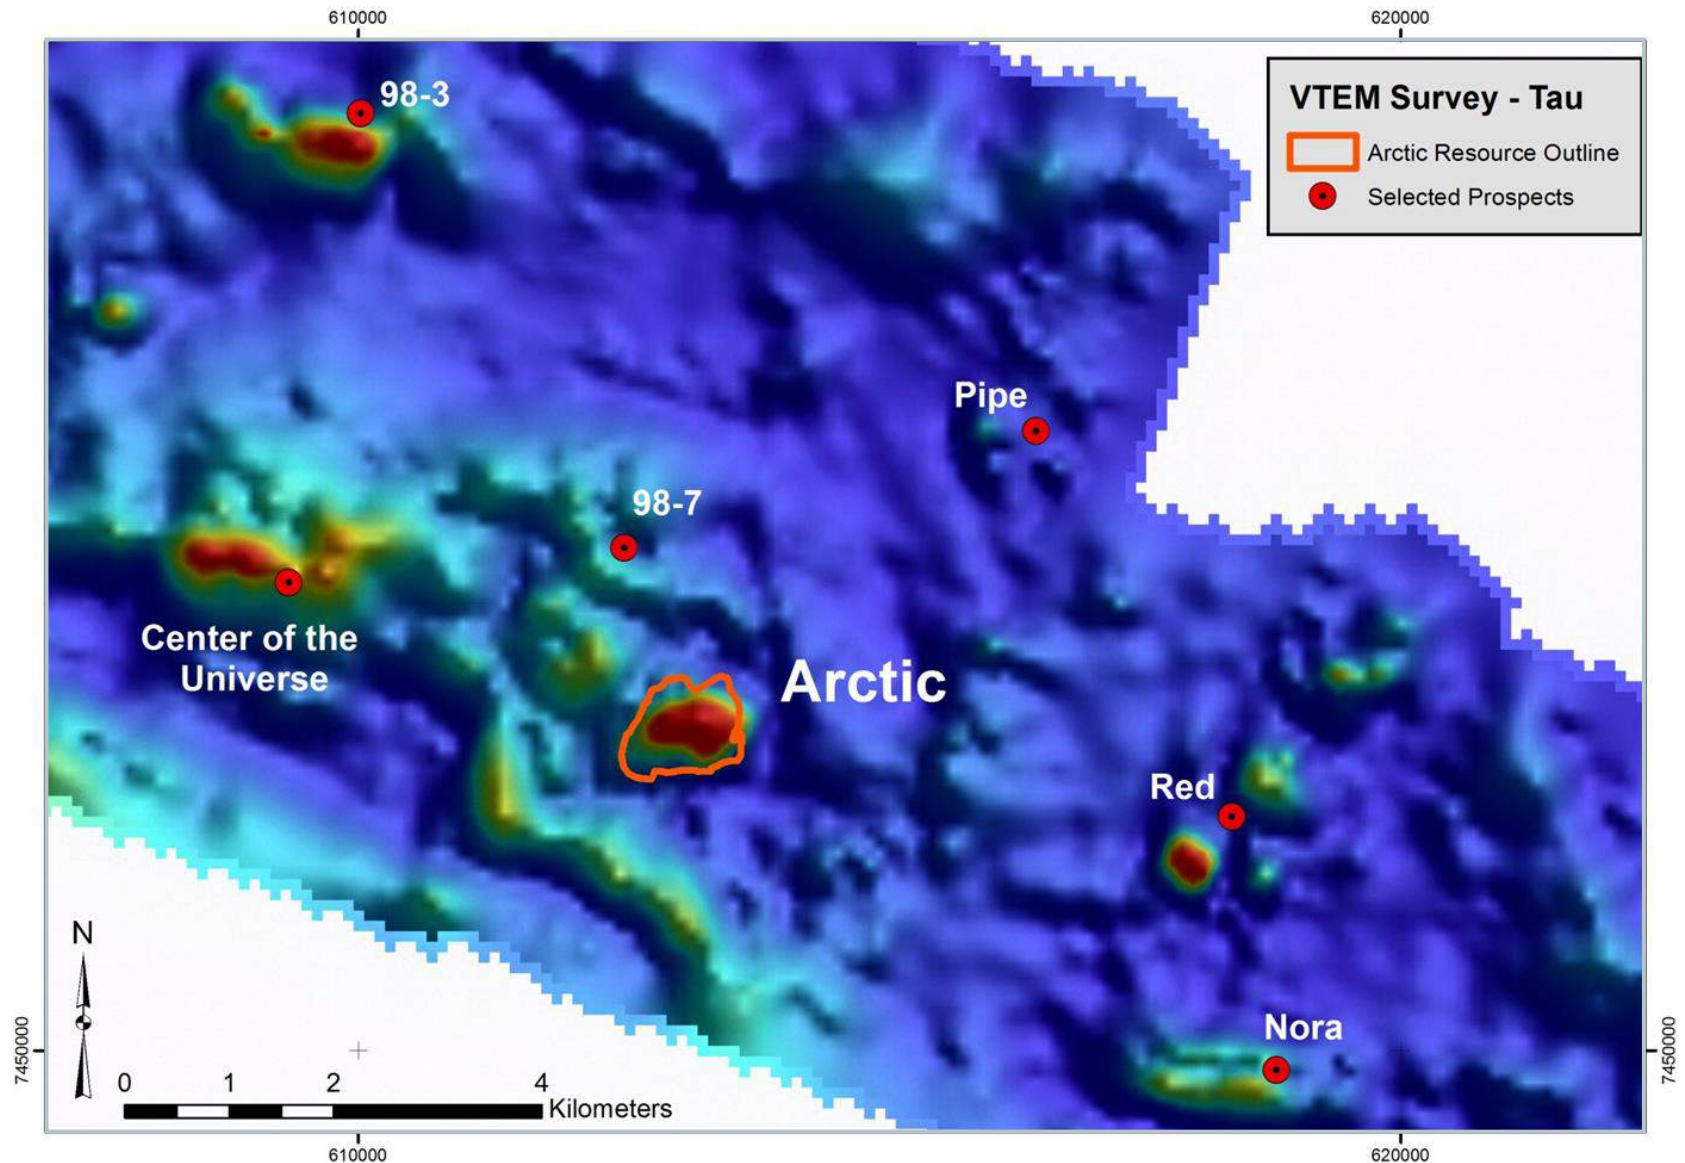 610000
620000
98-3
VTEM Survey - Tau
Arctic Resource Outline
Selected Prospects
Pipe
98-7
Center of the
Universe
Arctic
Red
N
Nora
7450000
7450000
0 1 2 4
Kilometers
610000
620000